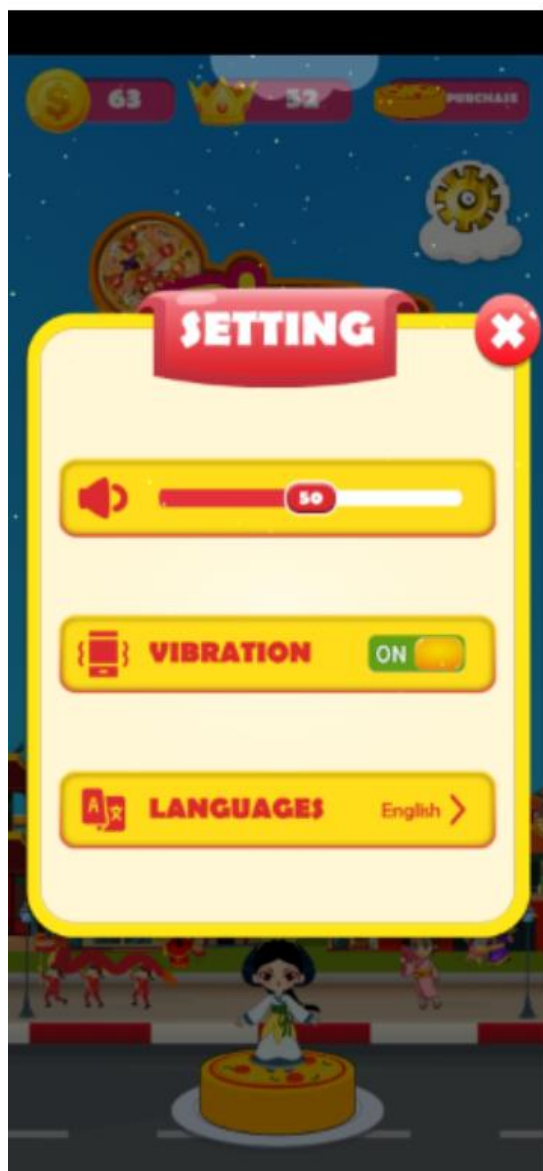 63
52
PURCHASE
SETTING
50
VIBRATION
ON
LANGUAGES
English